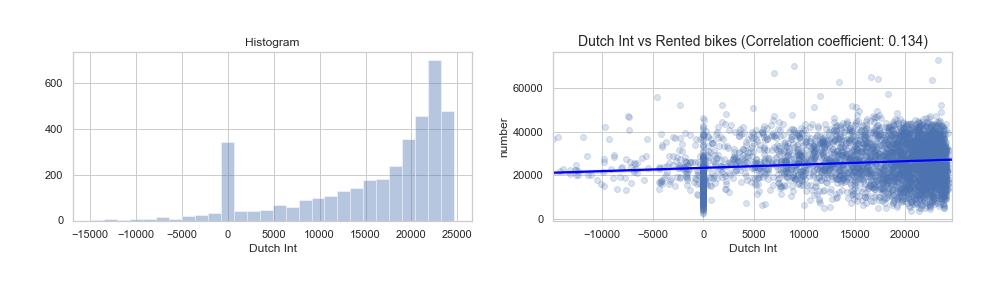 Histogram
600
400
200
0
−15000 −10000 −5000 0 5000 10000 15000 20000 25000
Dutch Int
Dutch Int vs Rented bikes (Correlation coefficient: 0.134)
number
60000
40000
20000
0
−10000 −5000 0 5000 10000 15000 20000
Dutch Int